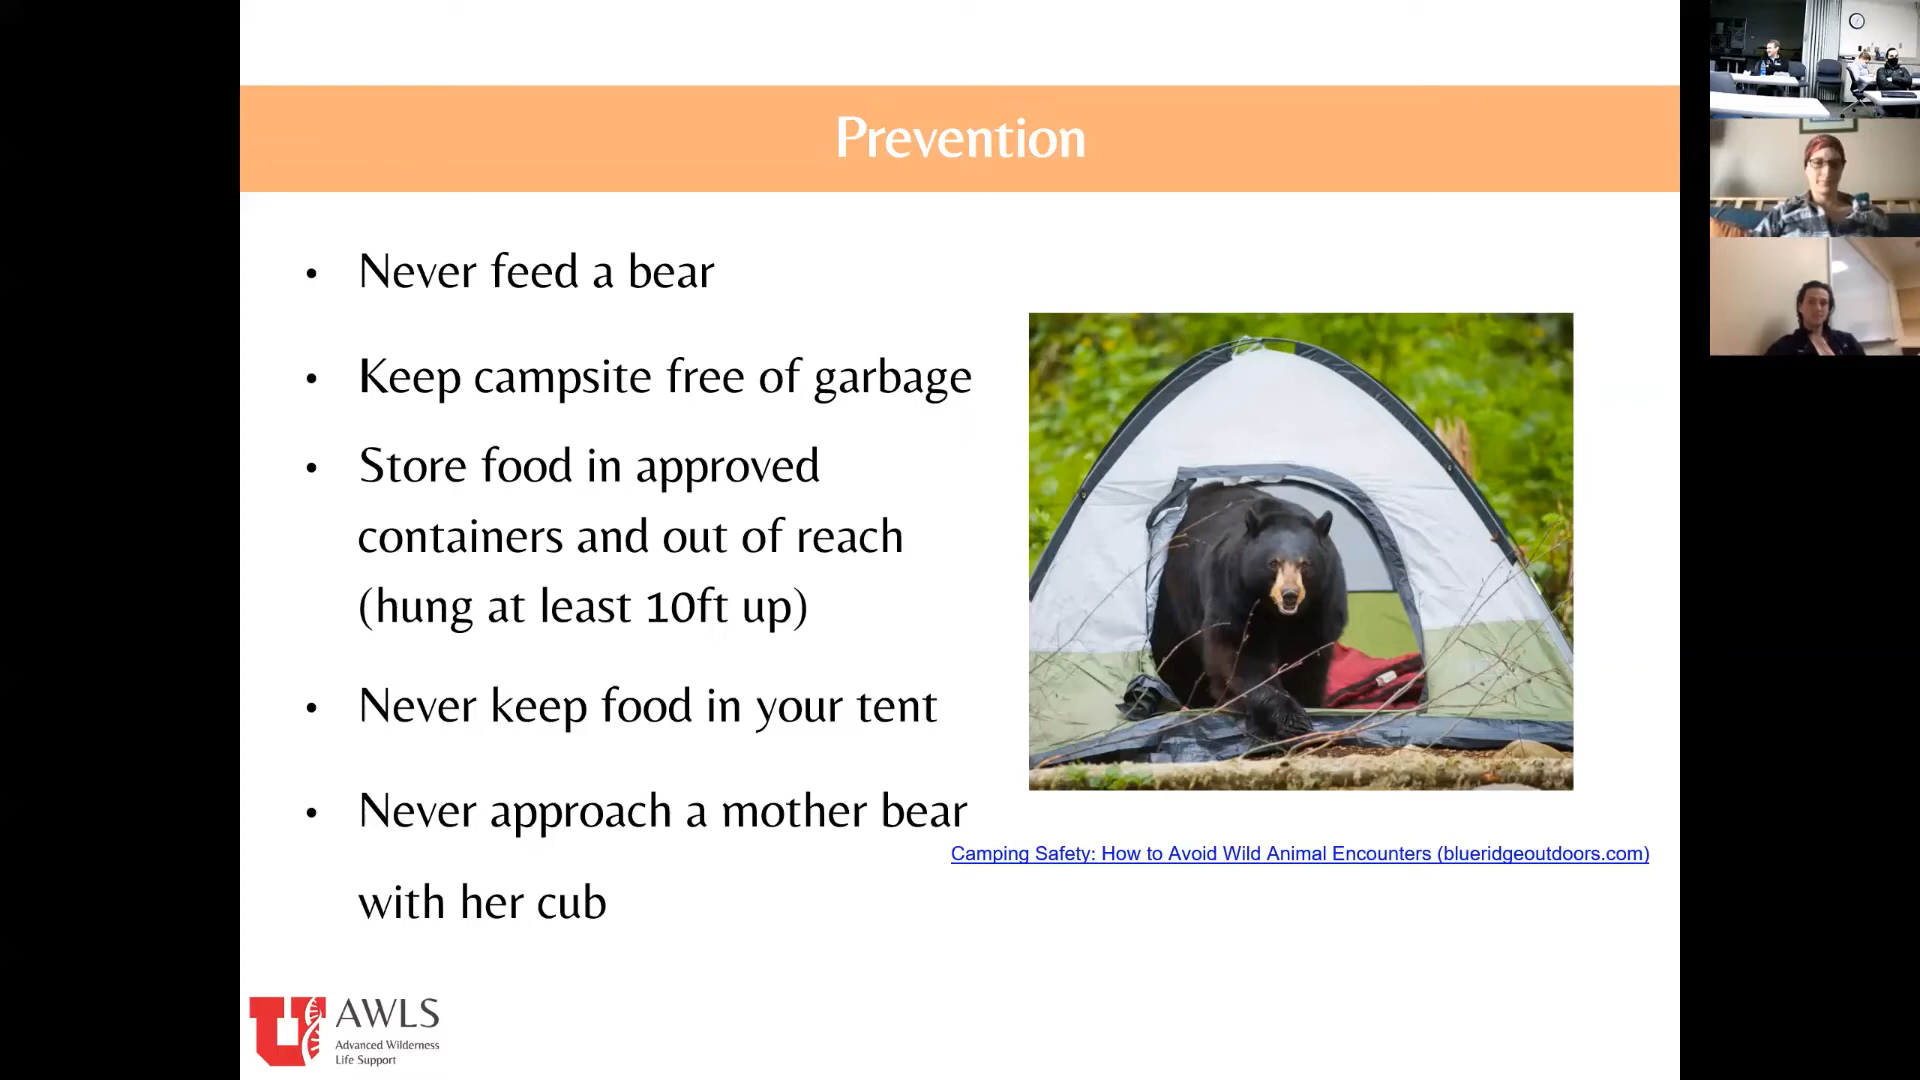 Prevention
• Never feed a bear
• Keep campsite free of garbage
• Store food in approved
containers and out of reach
(hung at least 10ft up)
• Never keep food in your tent
• Never approach a mother bear
with her cub
Camping Safety: How to Avoid Wild Animal Encounters (blueridgeoutdoors.com)
U
AWLS
Advanced Wilderness
Life Support